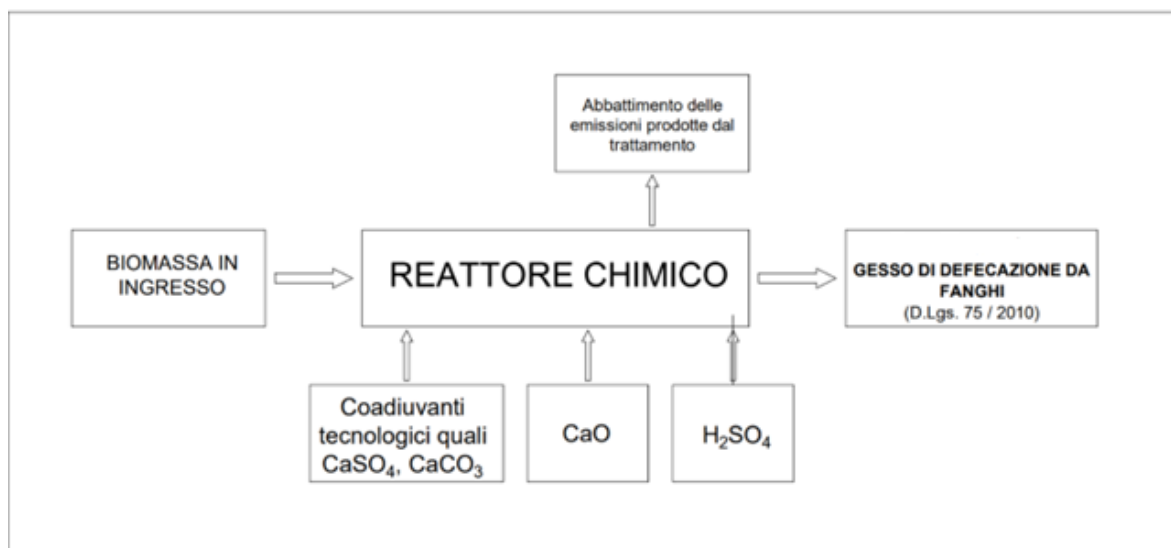 Abbattimento delle
emissioni prodotte dal
trattamento
BIOMASSA IN
INGRESSO
REATTORE CHIMICO
GESSO DI DEFECAZIONE DA
FANGHI
(D.Lgs. 75 / 2010)
Coadiuvanti
tecnologici quali
CaSO₄, CaCO₃
CaO
H₂SO₄